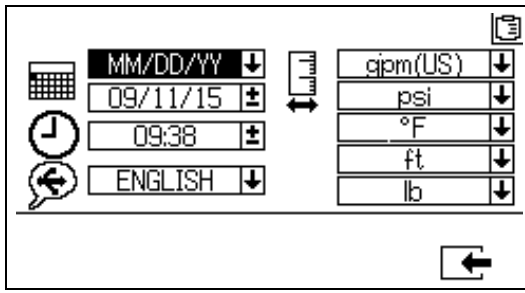 MM/DD/YY
09/11/15
09:38
ENGLISH
gpm(US)
psi
°F
ft
lb